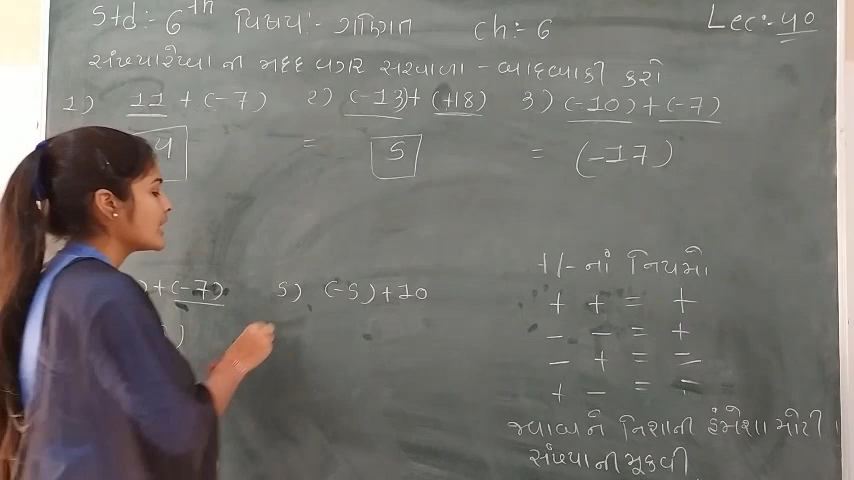 Std:- 6th વિષય:- ગણિત ch:- 6 Lec:- 40
સંખ્યારેખા ની મદદ વગર સરવાળા - બાદબાકી કરો
1) 11 + (-7) 2) (-13)+ (+18) 3) (-10) + (-7)
4 = 5 = (-17)
+/- નાં નિયમો
) + (-7) 5) (-5) + 10 + + = +
) - - = +
- + = -
+ - = -
જવાબને નિશાની હંમેશા મોટી
સંખ્યાની મૂકવી